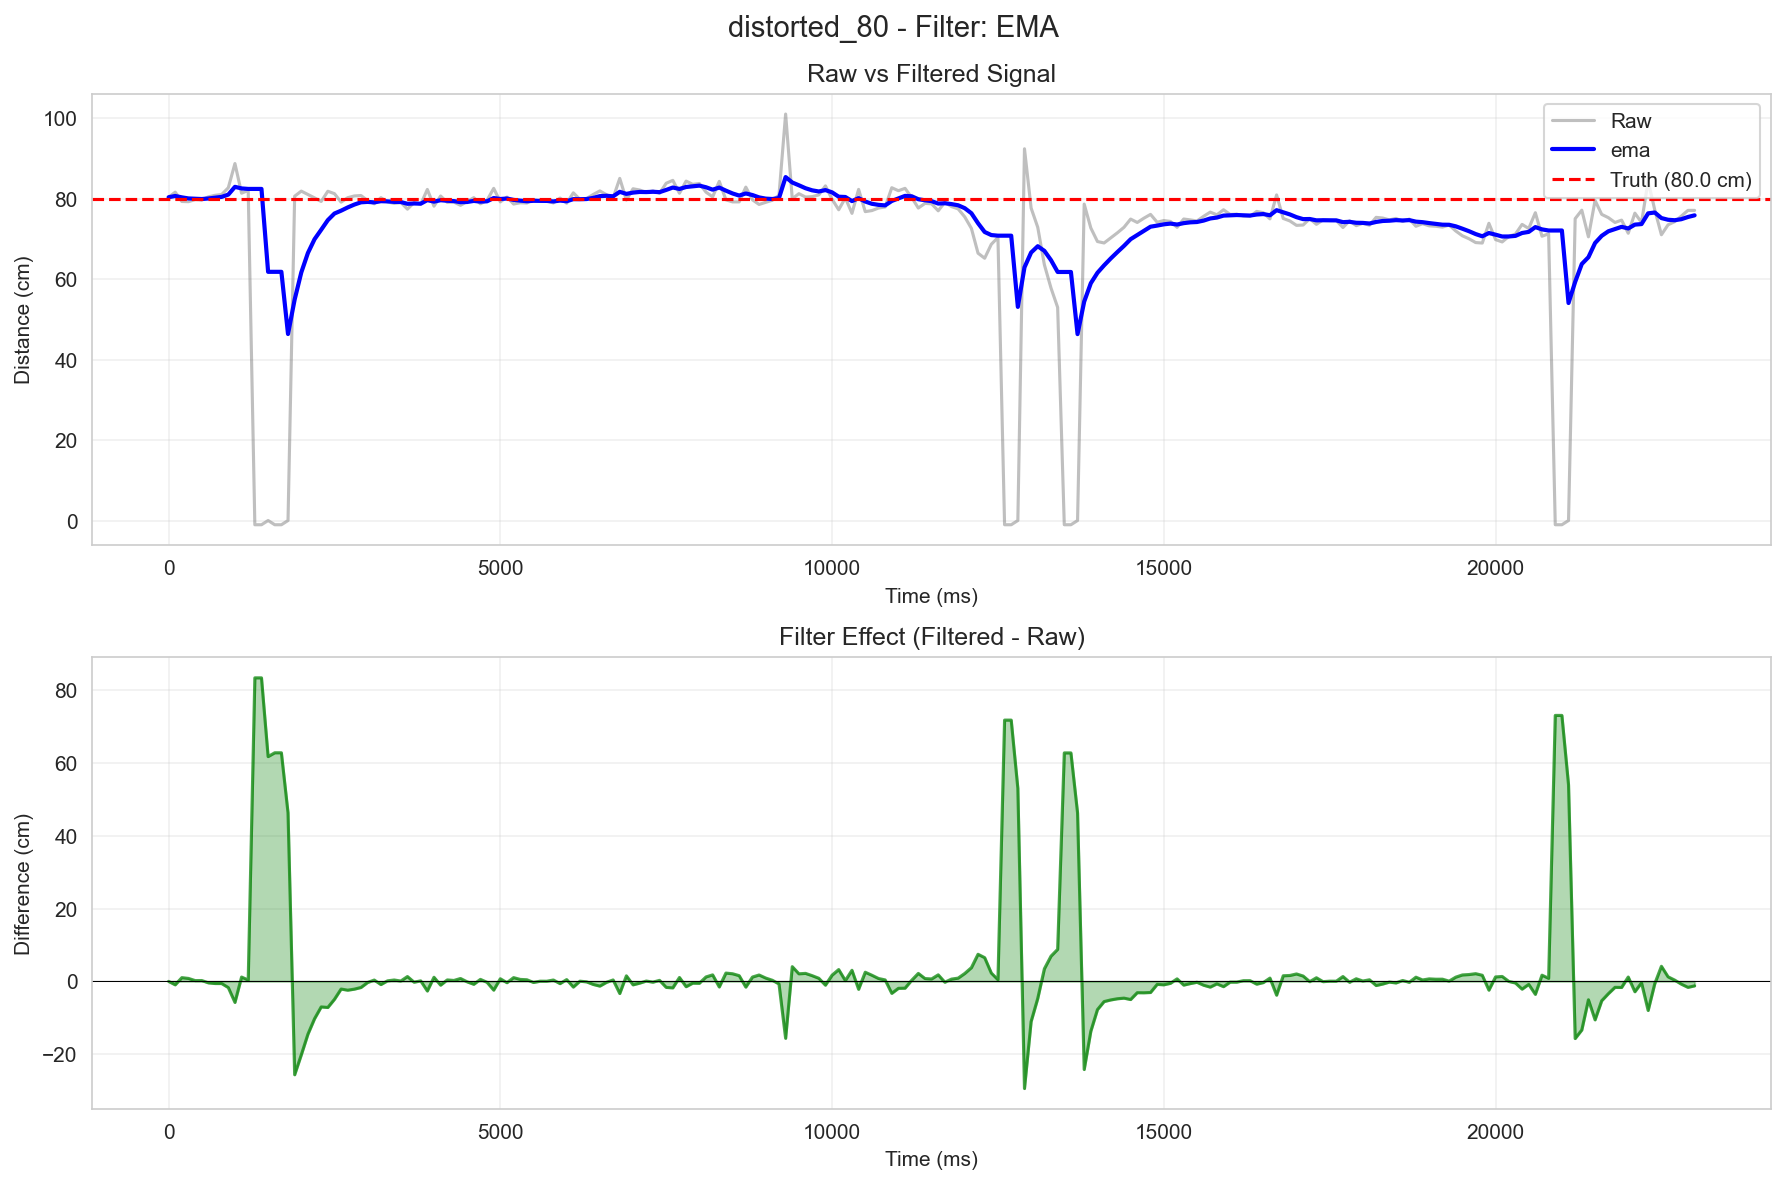 distorted_80 - Filter: EMA
Raw vs Filtered Signal
Distance (cm)
100
80
60
40
20
0
Raw
ema
Truth (80.0 cm)
0
5000
10000
15000
20000
Time (ms)
Filter Effect (Filtered - Raw)
Difference (cm)
80
60
40
20
0
−20
0
5000
10000
15000
20000
Time (ms)